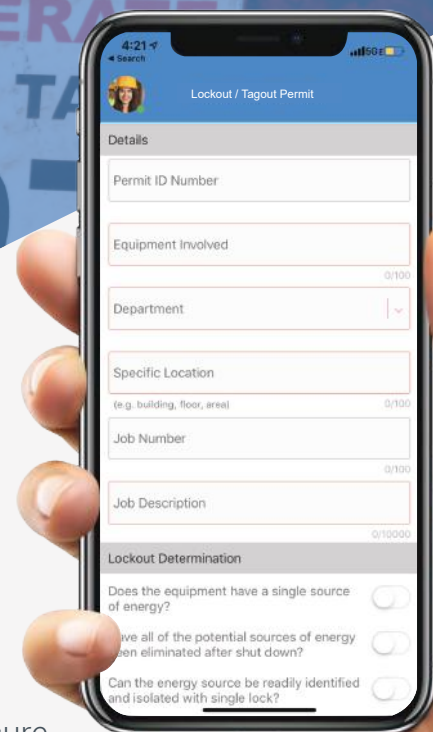 ERATE
TA
4:21
5GE
Search
Lockout / Tagout Permit
Details
Permit ID Number
Equipment Involved
0/100
Department
Specific Location
(e.g. building, floor, area)
0/100
Job Number
0/100
Job Description
0/10000
Lockout Determination
Does the equipment have a single source
of energy?
ave all of the potential sources of energy
een eliminated after shut down?
Can the energy source be readily identified
and isolated with single lock?